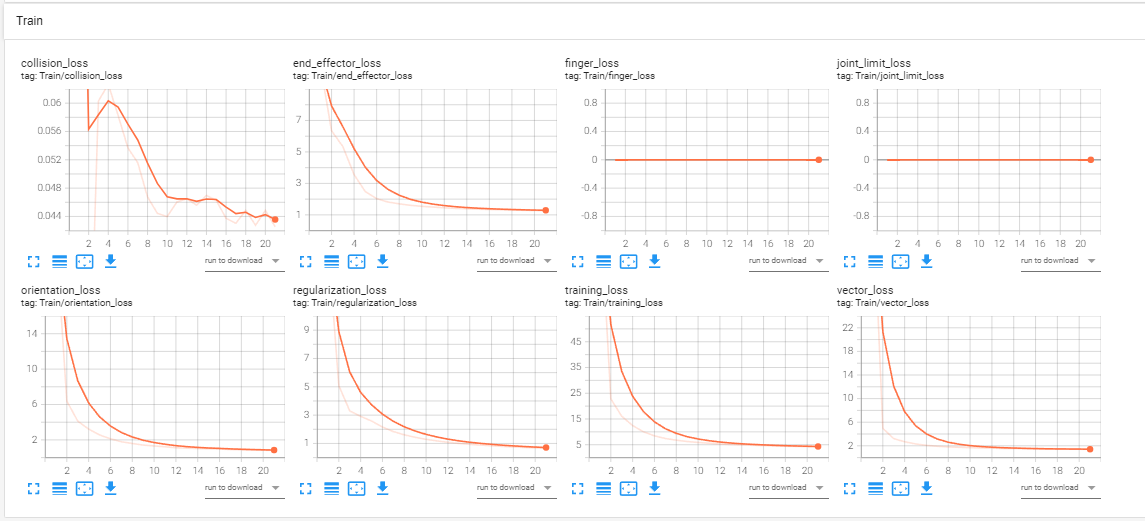 Train
collision_loss
tag: Train/collision_loss
0.06
0.056
0.052
0.048
0.044
2 4 6 8 10 12 14 16 18 20
run to download
end_effector_loss
tag: Train/end_effector_loss
7
5
3
1
2 4 6 8 10 12 14 16 20
run to download
finger_loss
tag: Train/finger_loss
0.8
0.4
0
-0.4
-0.8
2 4 6 8 10 12 14 16 20
run to download
joint_limit_loss
tag: Train/joint_limit_loss
0.8
0.4
0
-0.4
-0.8
2 4 6 8 10 12 14 16 20
run to download
orientation_loss
tag: Train/orientation_loss
14
10
6
2
2 4 6 8 10 12 14 16 20
run to download
regularization_loss
tag: Train/regularization_loss
9
7
5
3
1
2 4 6 8 10 12 14 16 20
run to download
training_loss
tag: Train/training_loss
45
35
25
15
5
2 4 6 8 10 12 14 16 20
run to download
vector_loss
tag: Train/vector_loss
22
18
14
10
6
2
2 4 6 8 10 12 14 16 20
run to download